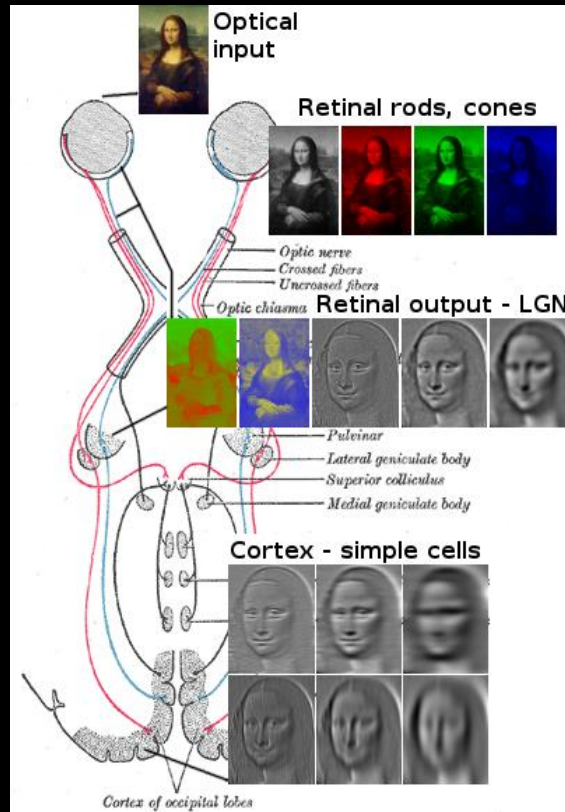 Optical
input
Retinal rods, cones
Optic nerve
Crossed fibers
Uncrossed fibers
Optic chiasma
Retinal output - LGN
Pulvinar
Lateral geniculate body
Superior colliculus
Medial geniculate body
Cortex - simple cells
Cortex of occipital lobes